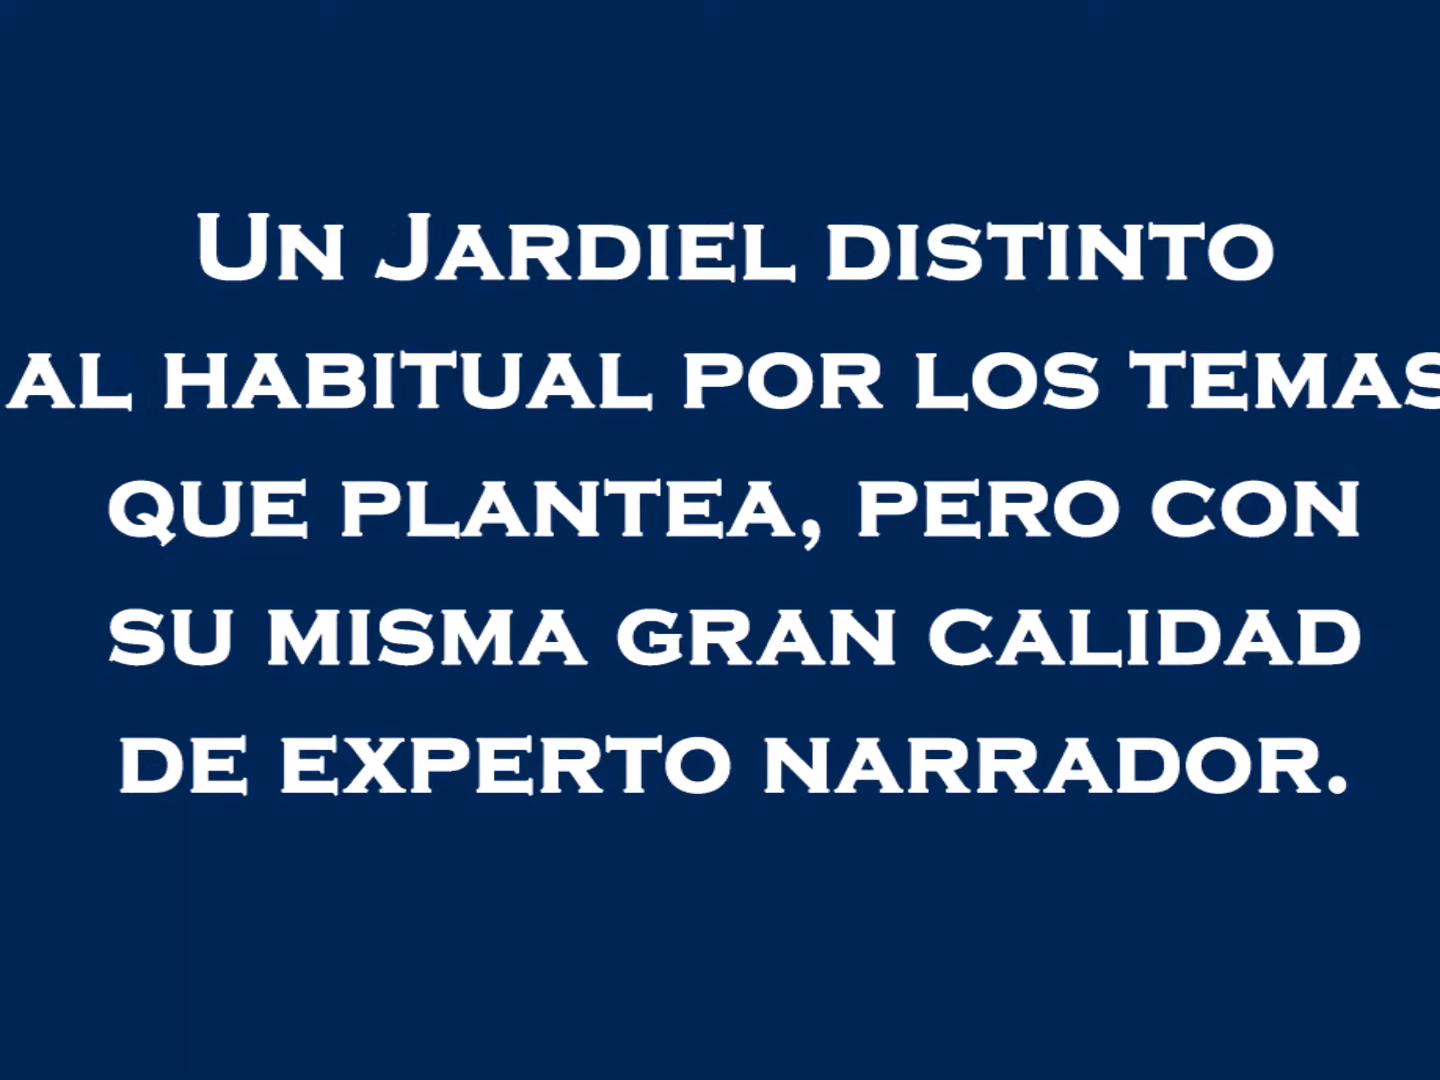 Un Jardiel distinto
al habitual por los temas
que plantea, pero con
su misma gran calidad
de experto narrador.